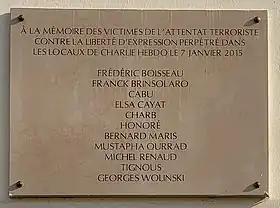 À LA MÉMOIRE DES VICTIMES DE L'ATTENTAT TERRORISTE
CONTRE LA LIBERTÉ D'EXPRESSION PERPÉTRÉ DANS
LES LOCAUX DE CHARLIE HEBDO LE 7 JANVIER 2015
FRÉDÉRIC BOISSEAU
FRANCK BRINSOLARO
CABU
ELSA CAYAT
CHARB
HONORÉ
BERNARD MARIS
MUSTAPHA OURRAD
MICHEL RENAUD
TIGNOUS
GEORGES WOLINSKI